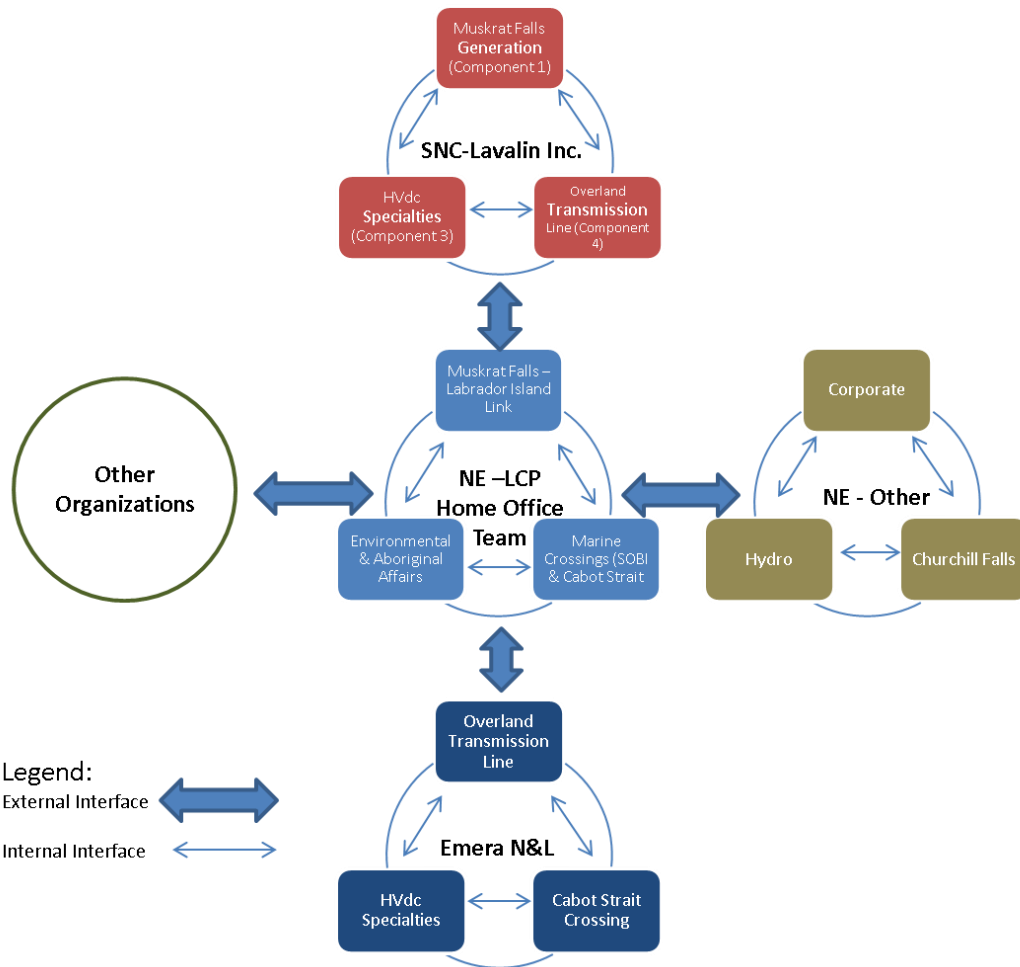 Muskrat Falls
Generation
(Component 1)
SNC-Lavalin Inc.
HVdc
Specialties
(Component 3)
Overland
Transmission
Line (Component
4)
Muskrat Falls –
Labrador Island
Link
NE –LCP
Home Office
Team
Environmental
& Aboriginal
Affairs
Marine
Crossings (SOBI
& Cabot Strait
Other
Organizations
Corporate
NE - Other
Hydro
Churchill Falls
Overland
Transmission
Line
Emera N&L
HVdc
Specialties
Cabot Strait
Crossing
Legend:
External Interface
Internal Interface